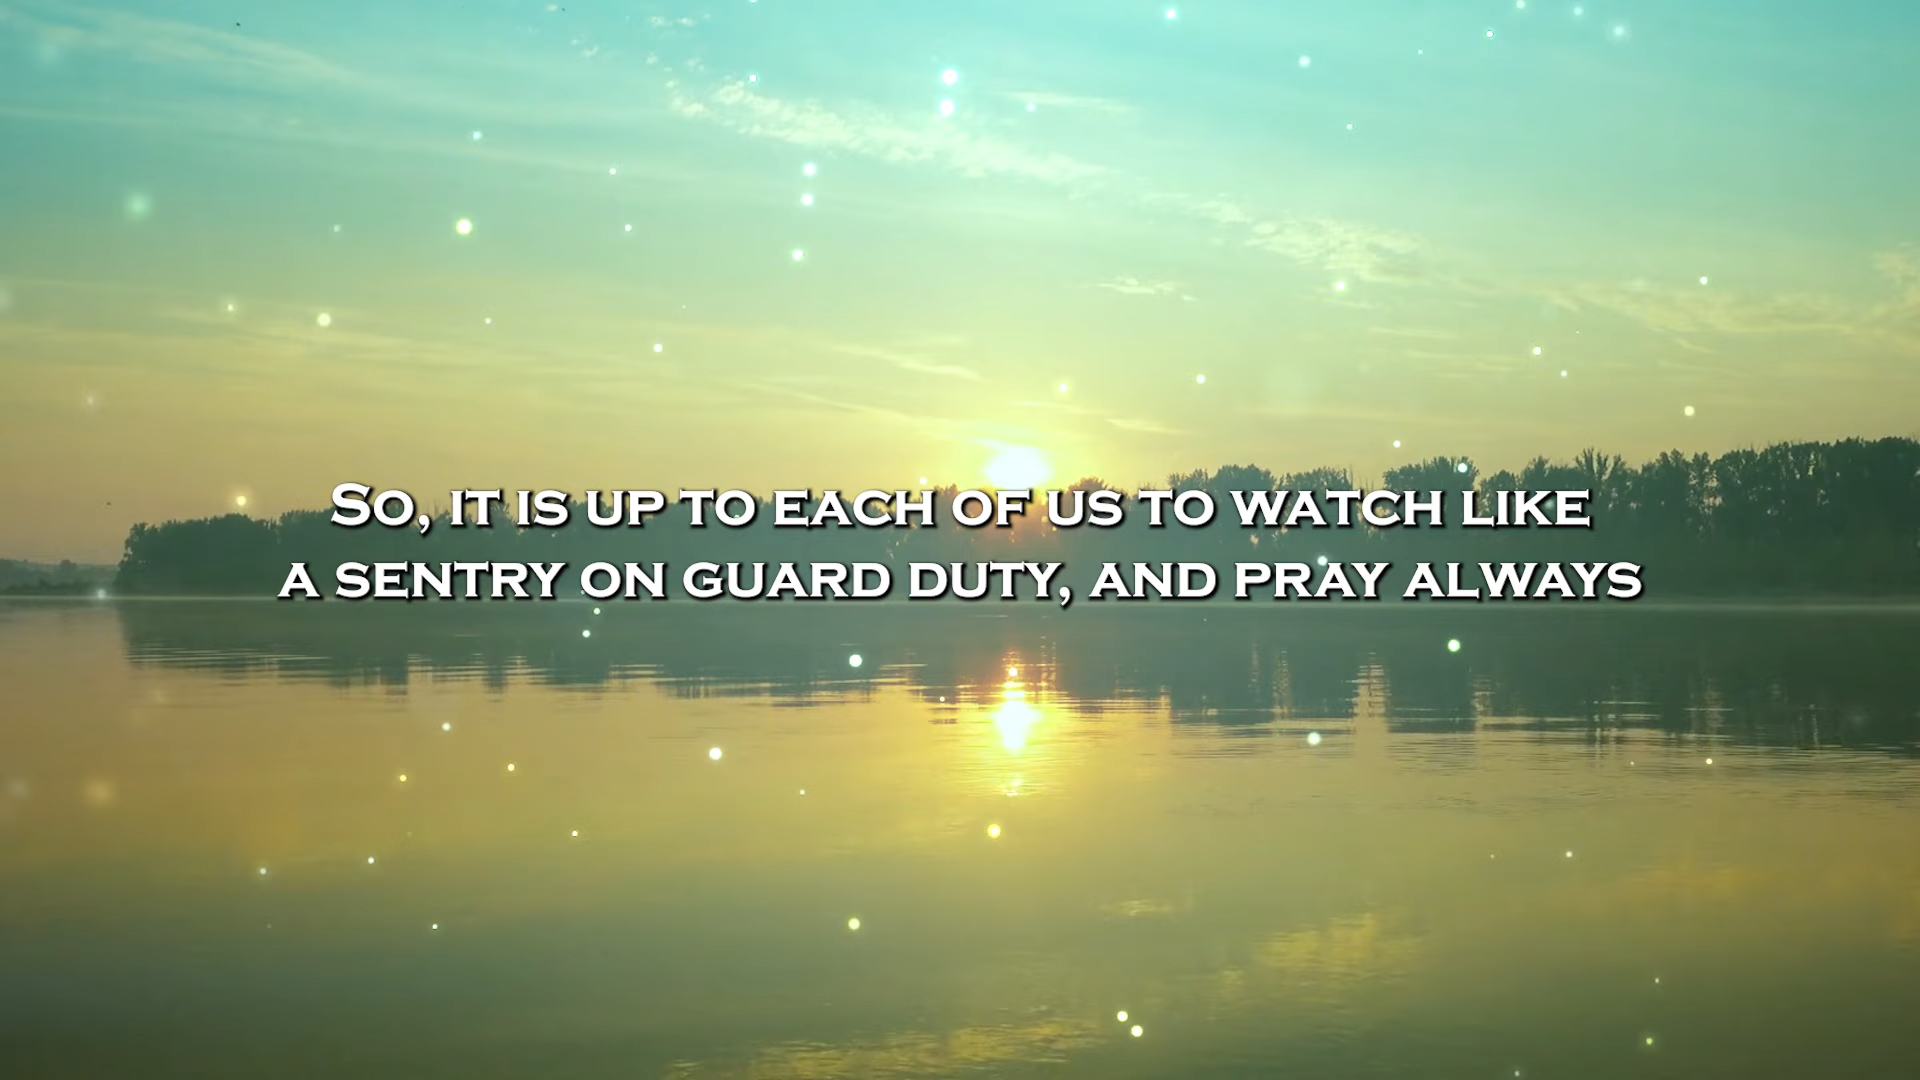 So, it is up to each of us to watch like
a sentry on guard duty, and pray always